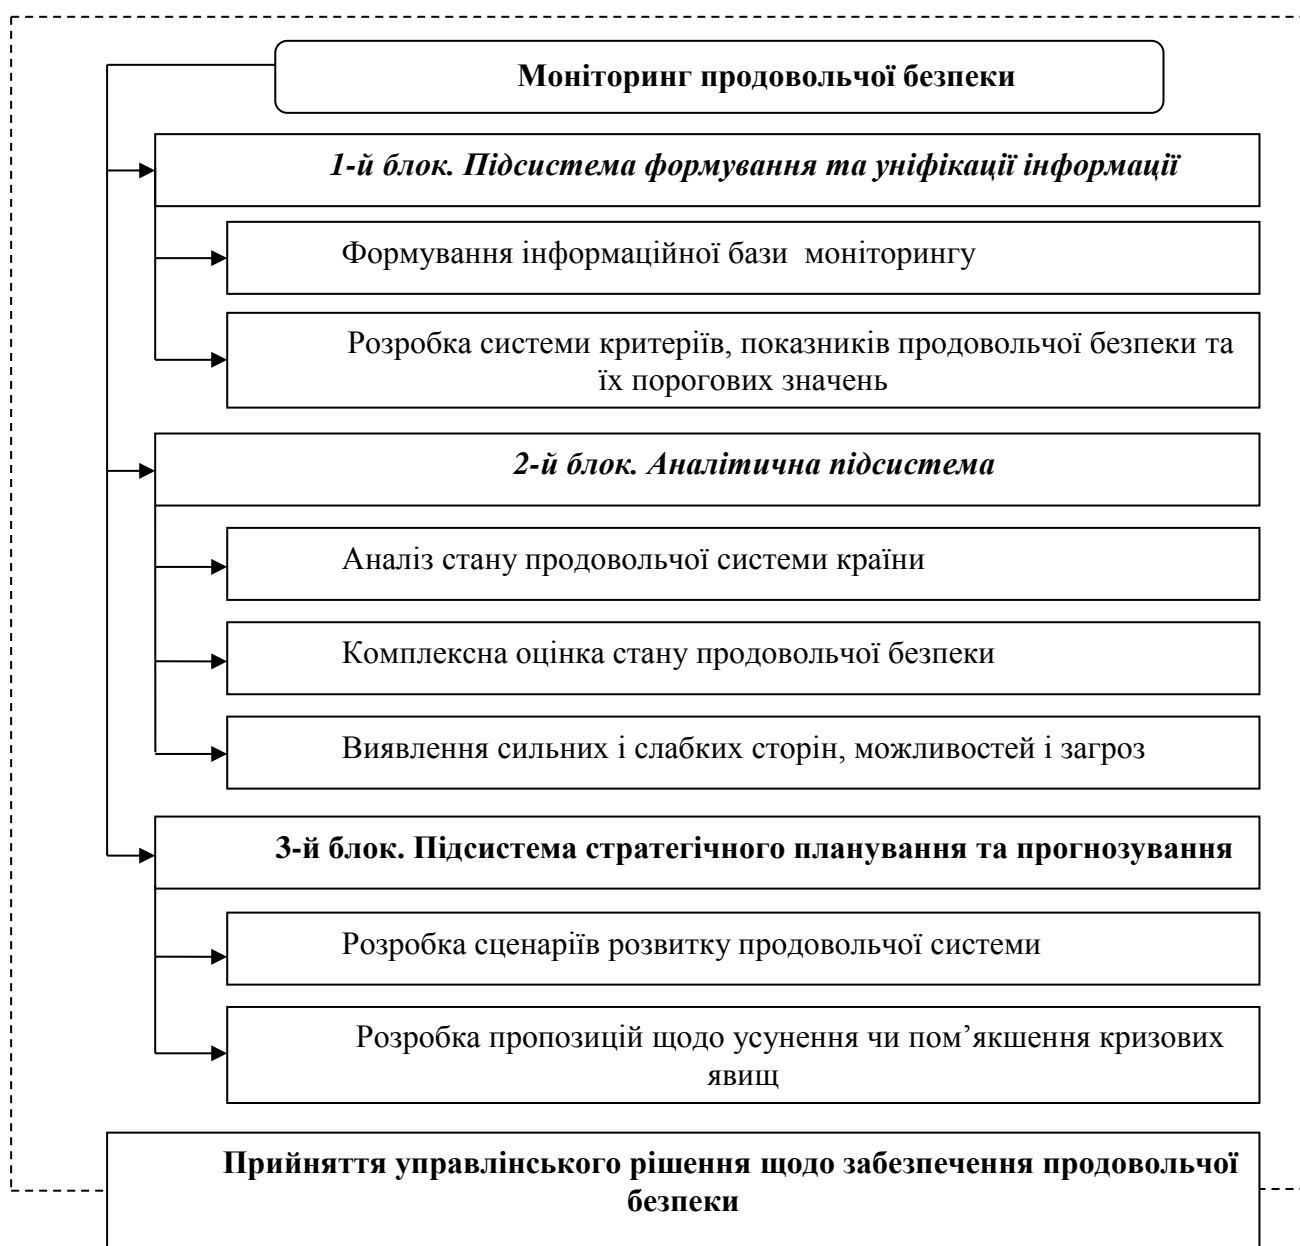 Моніторинг продовольчої безпеки
1-й блок. Підсистема формування та уніфікації інформації
Формування інформаційної бази моніторингу
Розробка системи критеріїв, показників продовольчої безпеки та
їх порогових значень
2-й блок. Аналітична підсистема
Аналіз стану продовольчої системи країни
Комплексна оцінка стану продовольчої безпеки
Виявлення сильних і слабких сторін, можливостей і загроз
3-й блок. Підсистема стратегічного планування та прогнозування
Розробка сценаріїв розвитку продовольчої системи
Розробка пропозицій щодо усунення чи пом’якшення кризових
явищ
Прийняття управлінського рішення щодо забезпечення продовольчої
безпеки